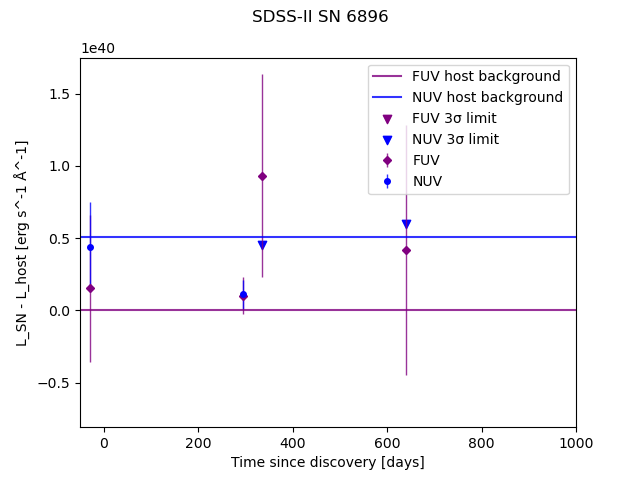 SDSS-II SN 6896
1e40
FUV host background
NUV host background
FUV 3σ limit
NUV 3σ limit
FUV
NUV
1.5
1.0
0.5
0.0
−0.5
L_SN - L_host [erg s^-1 Å^-1]
0
200
400
600
800
1000
Time since discovery [days]